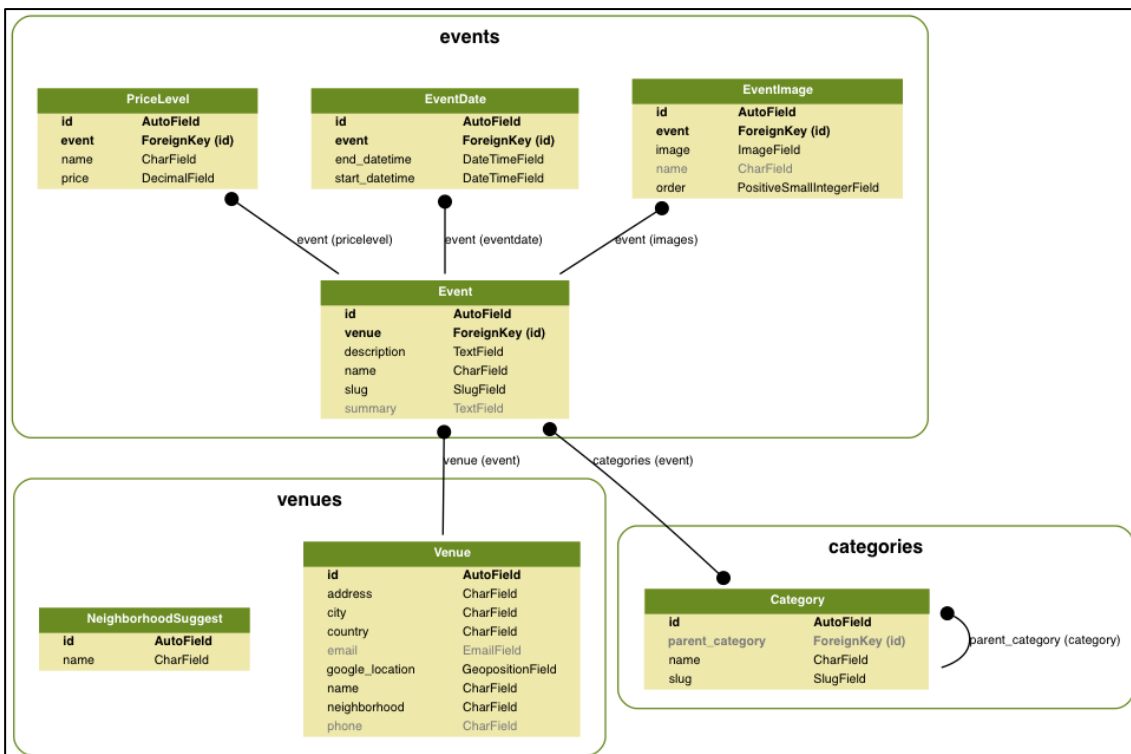 events
PriceLevel
id AutoField
event ForeignKey (id)
name CharField
price DecimalField
EventDate
id AutoField
event ForeignKey (id)
end_datetime DateTimeField
start_datetime DateTimeField
EventImage
id AutoField
event ForeignKey (id)
image ImageField
name CharField
order PositiveSmallIntegerField
event (pricelevel)
event (eventdate)
event (images)
Event
id AutoField
venue ForeignKey (id)
description TextField
name CharField
slug SlugField
summary TextField
venue (event)
categories (event)
venues
NeighborhoodSuggest
id AutoField
name CharField
Venue
id AutoField
address CharField
city CharField
country CharField
email EmailField
google_location GeopositionField
name CharField
neighborhood CharField
phone CharField
categories
Category
id AutoField
parent_category ForeignKey (id)
name CharField
slug SlugField
parent_category (category)